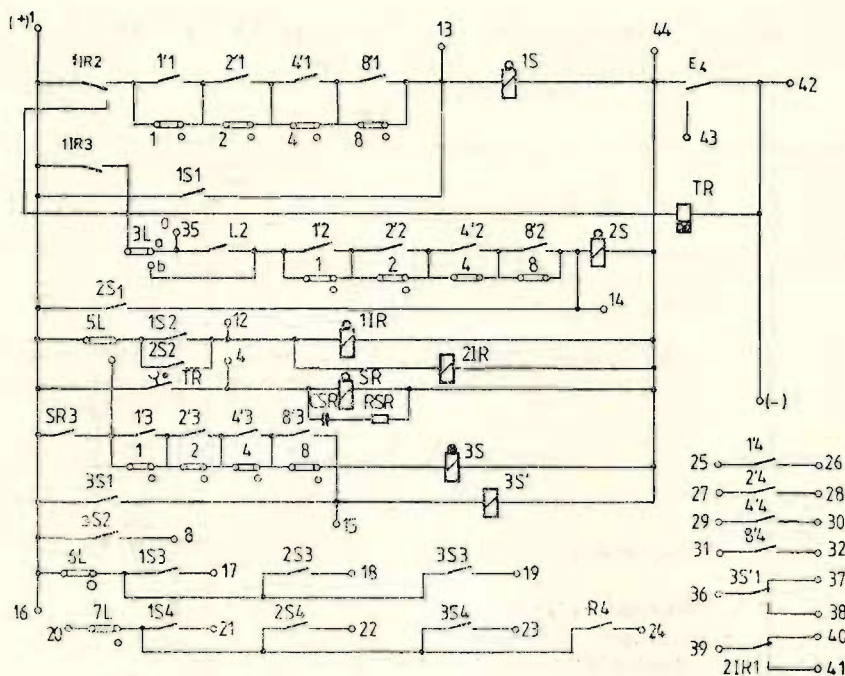 (+) 1 13 44
1IR2 1'1 2'1 4'1 8'1 1S E4 42
1 2 4 8 43
1IR3
1S1 TR
3L a 35 L2 1'2 2'2 4'2 8'2 2S
b 1 2 4 8
2S1 14
5L 1S2 12 1IR
2S2 4 2IR
TR SR
CSR RSR (-)
SR3 1'3 2'3 4'3 8'3
1 2 4 8 3S 25 1'4 26
3S1 3S' 27 2'4 28
15 29 4'4 30
3S2 8 31 8'4 32
6L 1S3 17 2S3 18 3S3 19 36 3S'1 37
38
16 20 7L 1S4 21 2S4 22 3S4 23 R4 24 39 40
2IR1 41